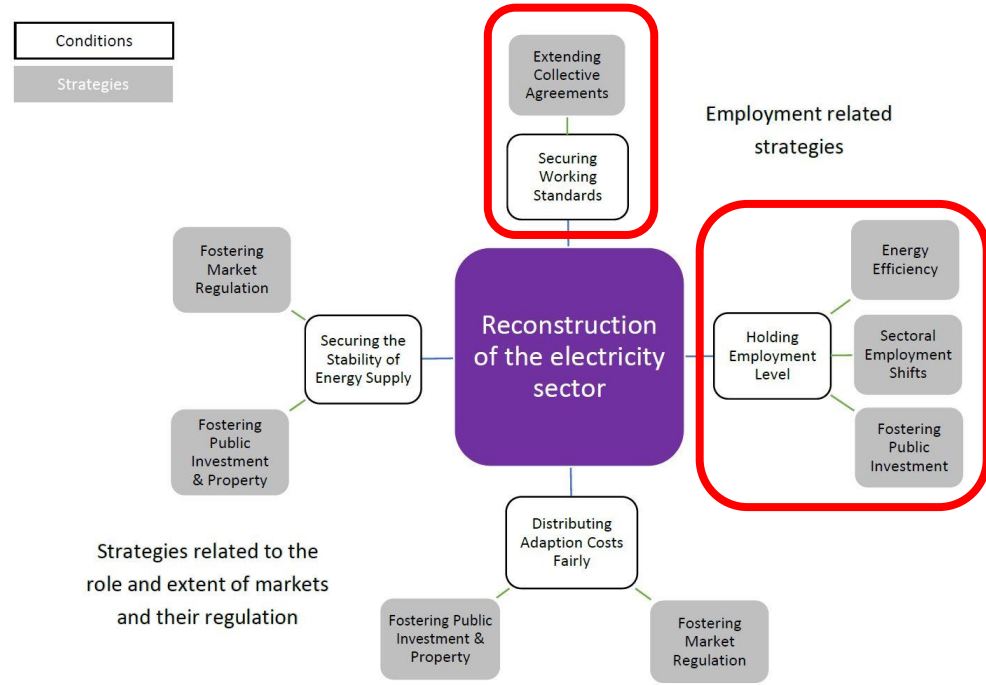 Conditions
Strategies
Extending
Collective
Agreements
Securing
Working
Standards
Employment related
strategies
Fostering
Market
Regulation
Securing the
Stability of
Energy Supply
Fostering
Public
Investment
& Property
Reconstruction
of the electricity
sector
Holding
Employment
Level
Energy
Efficiency
Sectoral
Employment
Shifts
Fostering
Public
Investment
Distributing
Adaption Costs
Fairly
Strategies related to the
role and extent of markets
and their regulation
Fostering Public
Investment &
Property
Fostering
Market
Regulation